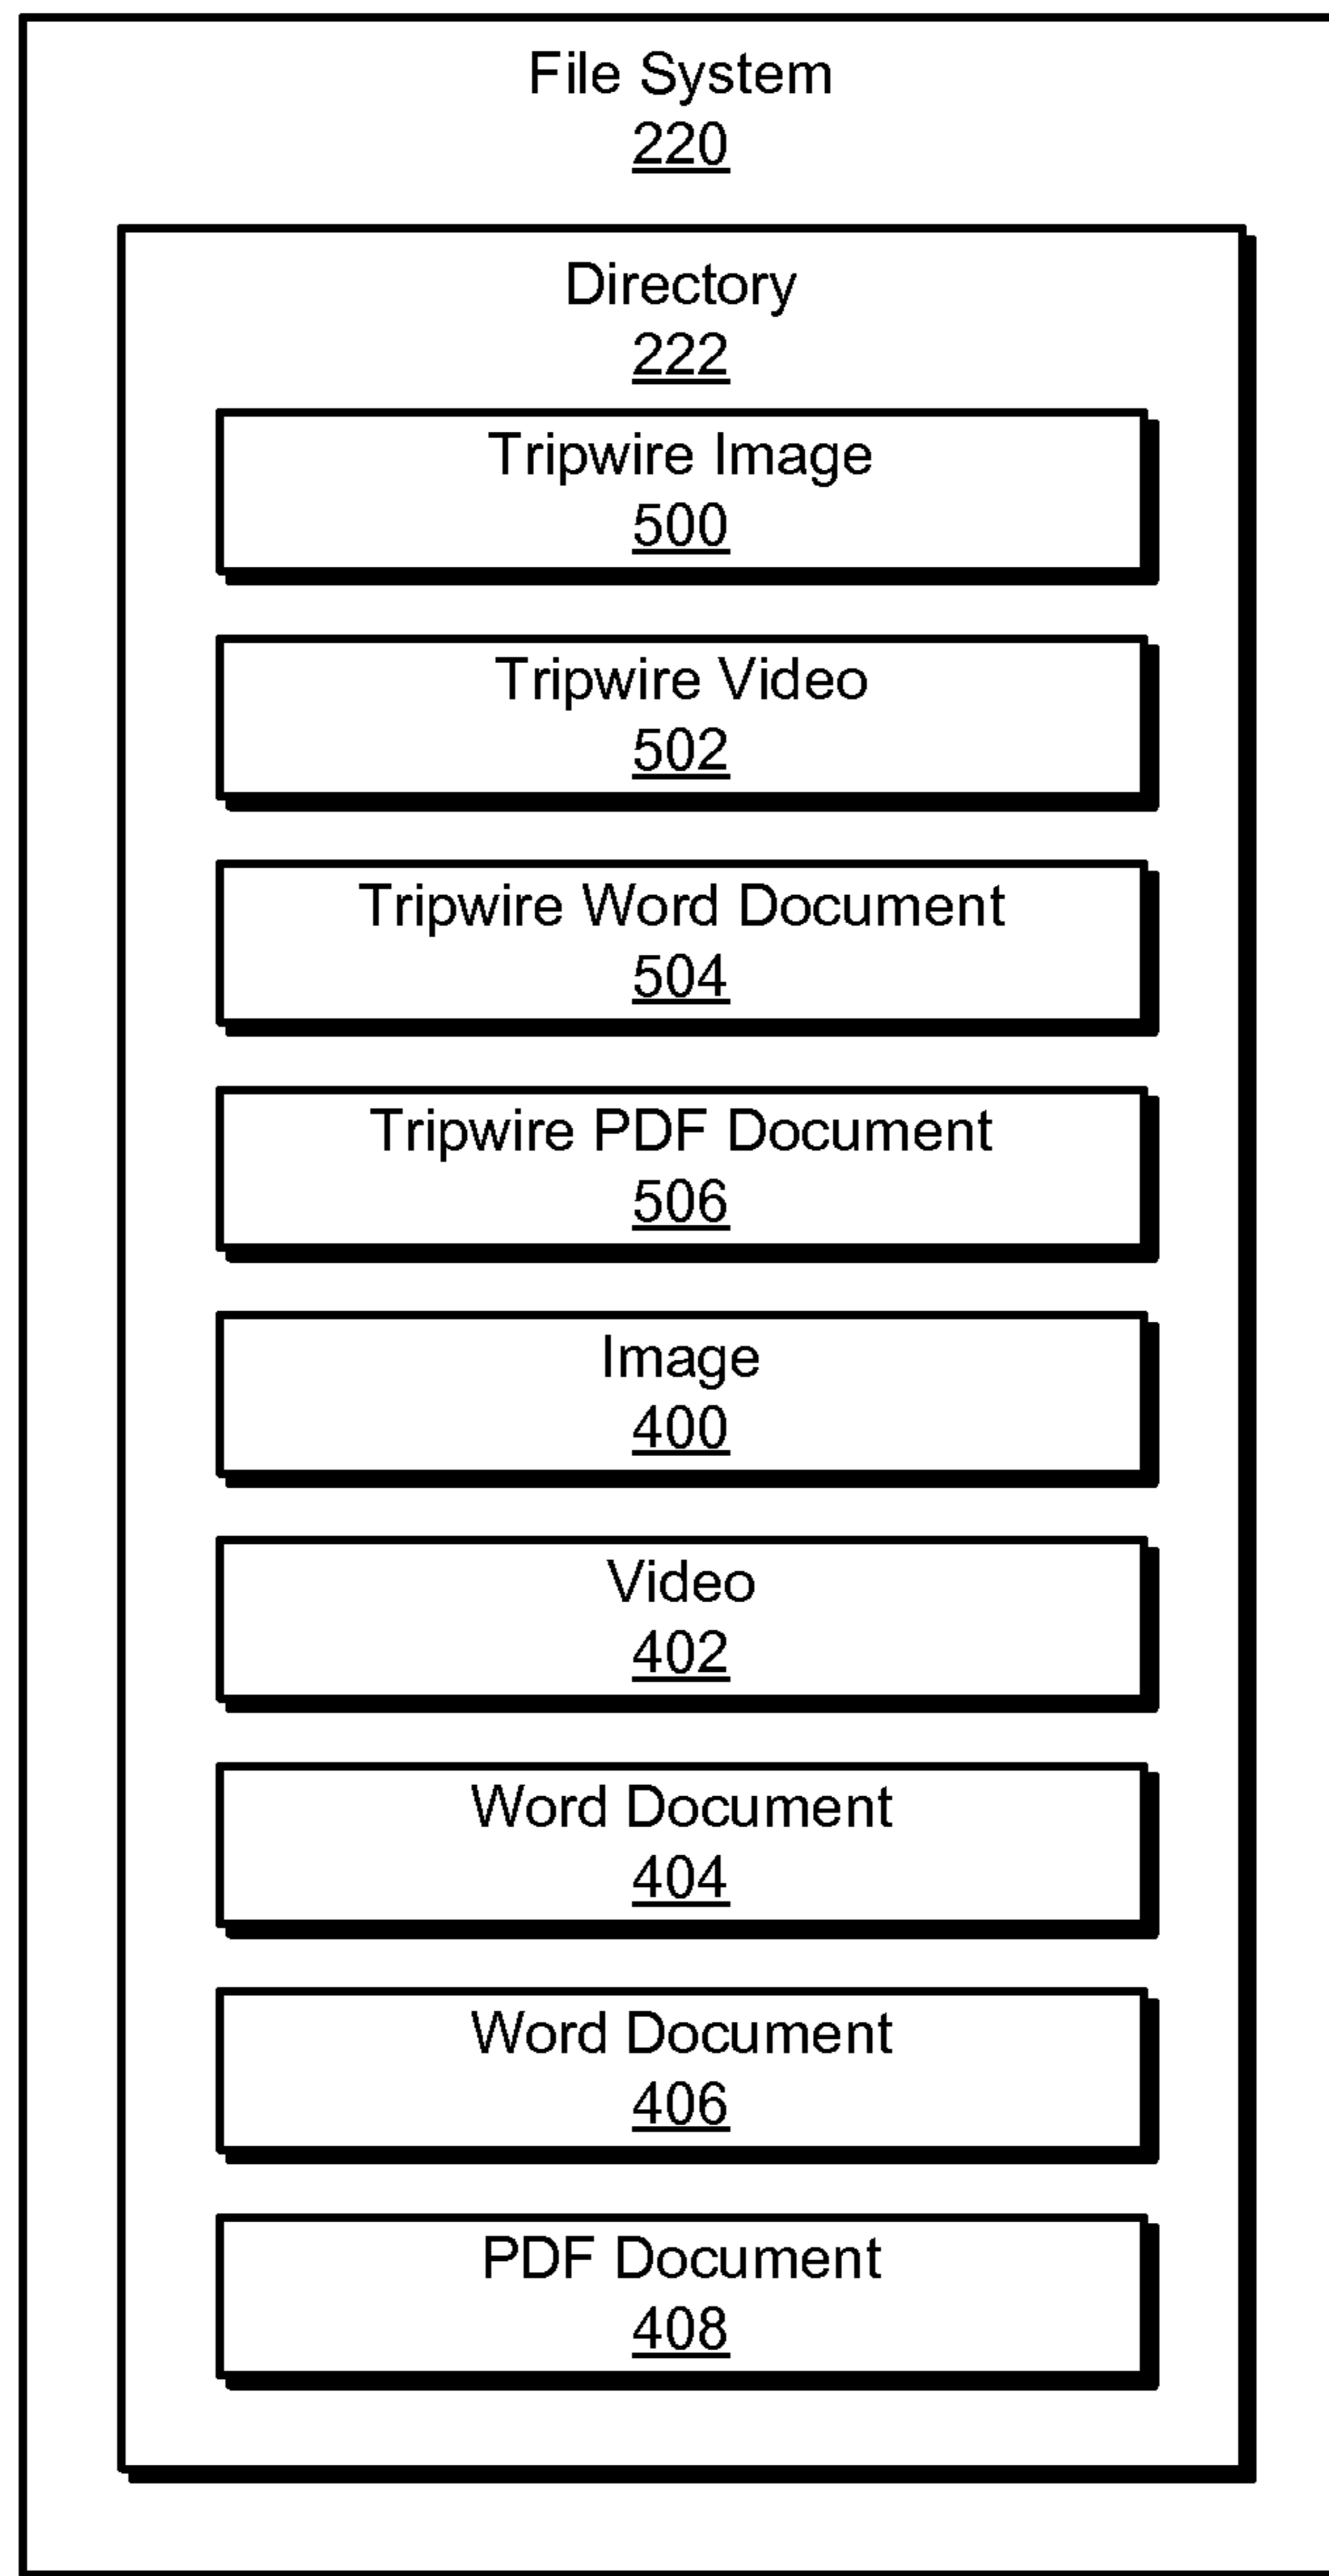 File System
220
Directory
222
Tripwire Image
500
Tripwire Video
502
Tripwire Word Document
504
Tripwire PDF Document
506
Image
400
Video
402
Word Document
404
Word Document
406
PDF Document
408